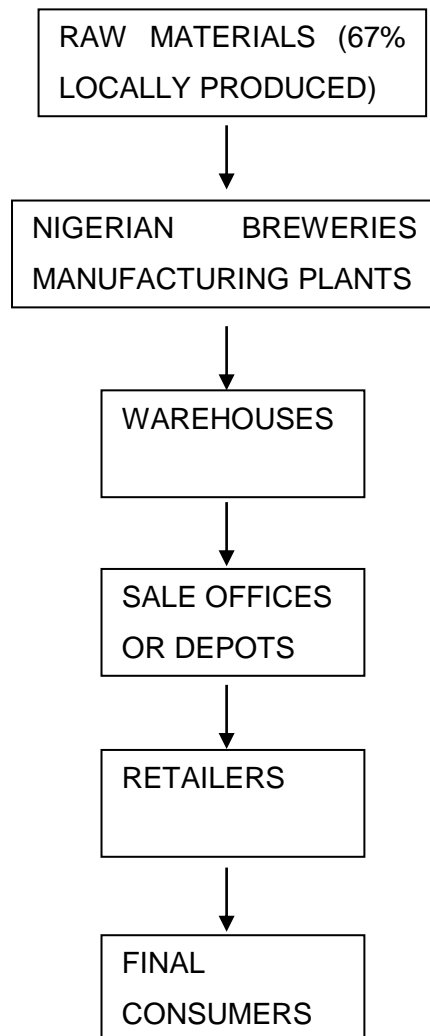 RAW MATERIALS (67%
LOCALLY PRODUCED)
NIGERIAN BREWERIES
MANUFACTURING PLANTS
WAREHOUSES
SALE OFFICES
OR DEPOTS
RETAILERS
FINAL
CONSUMERS